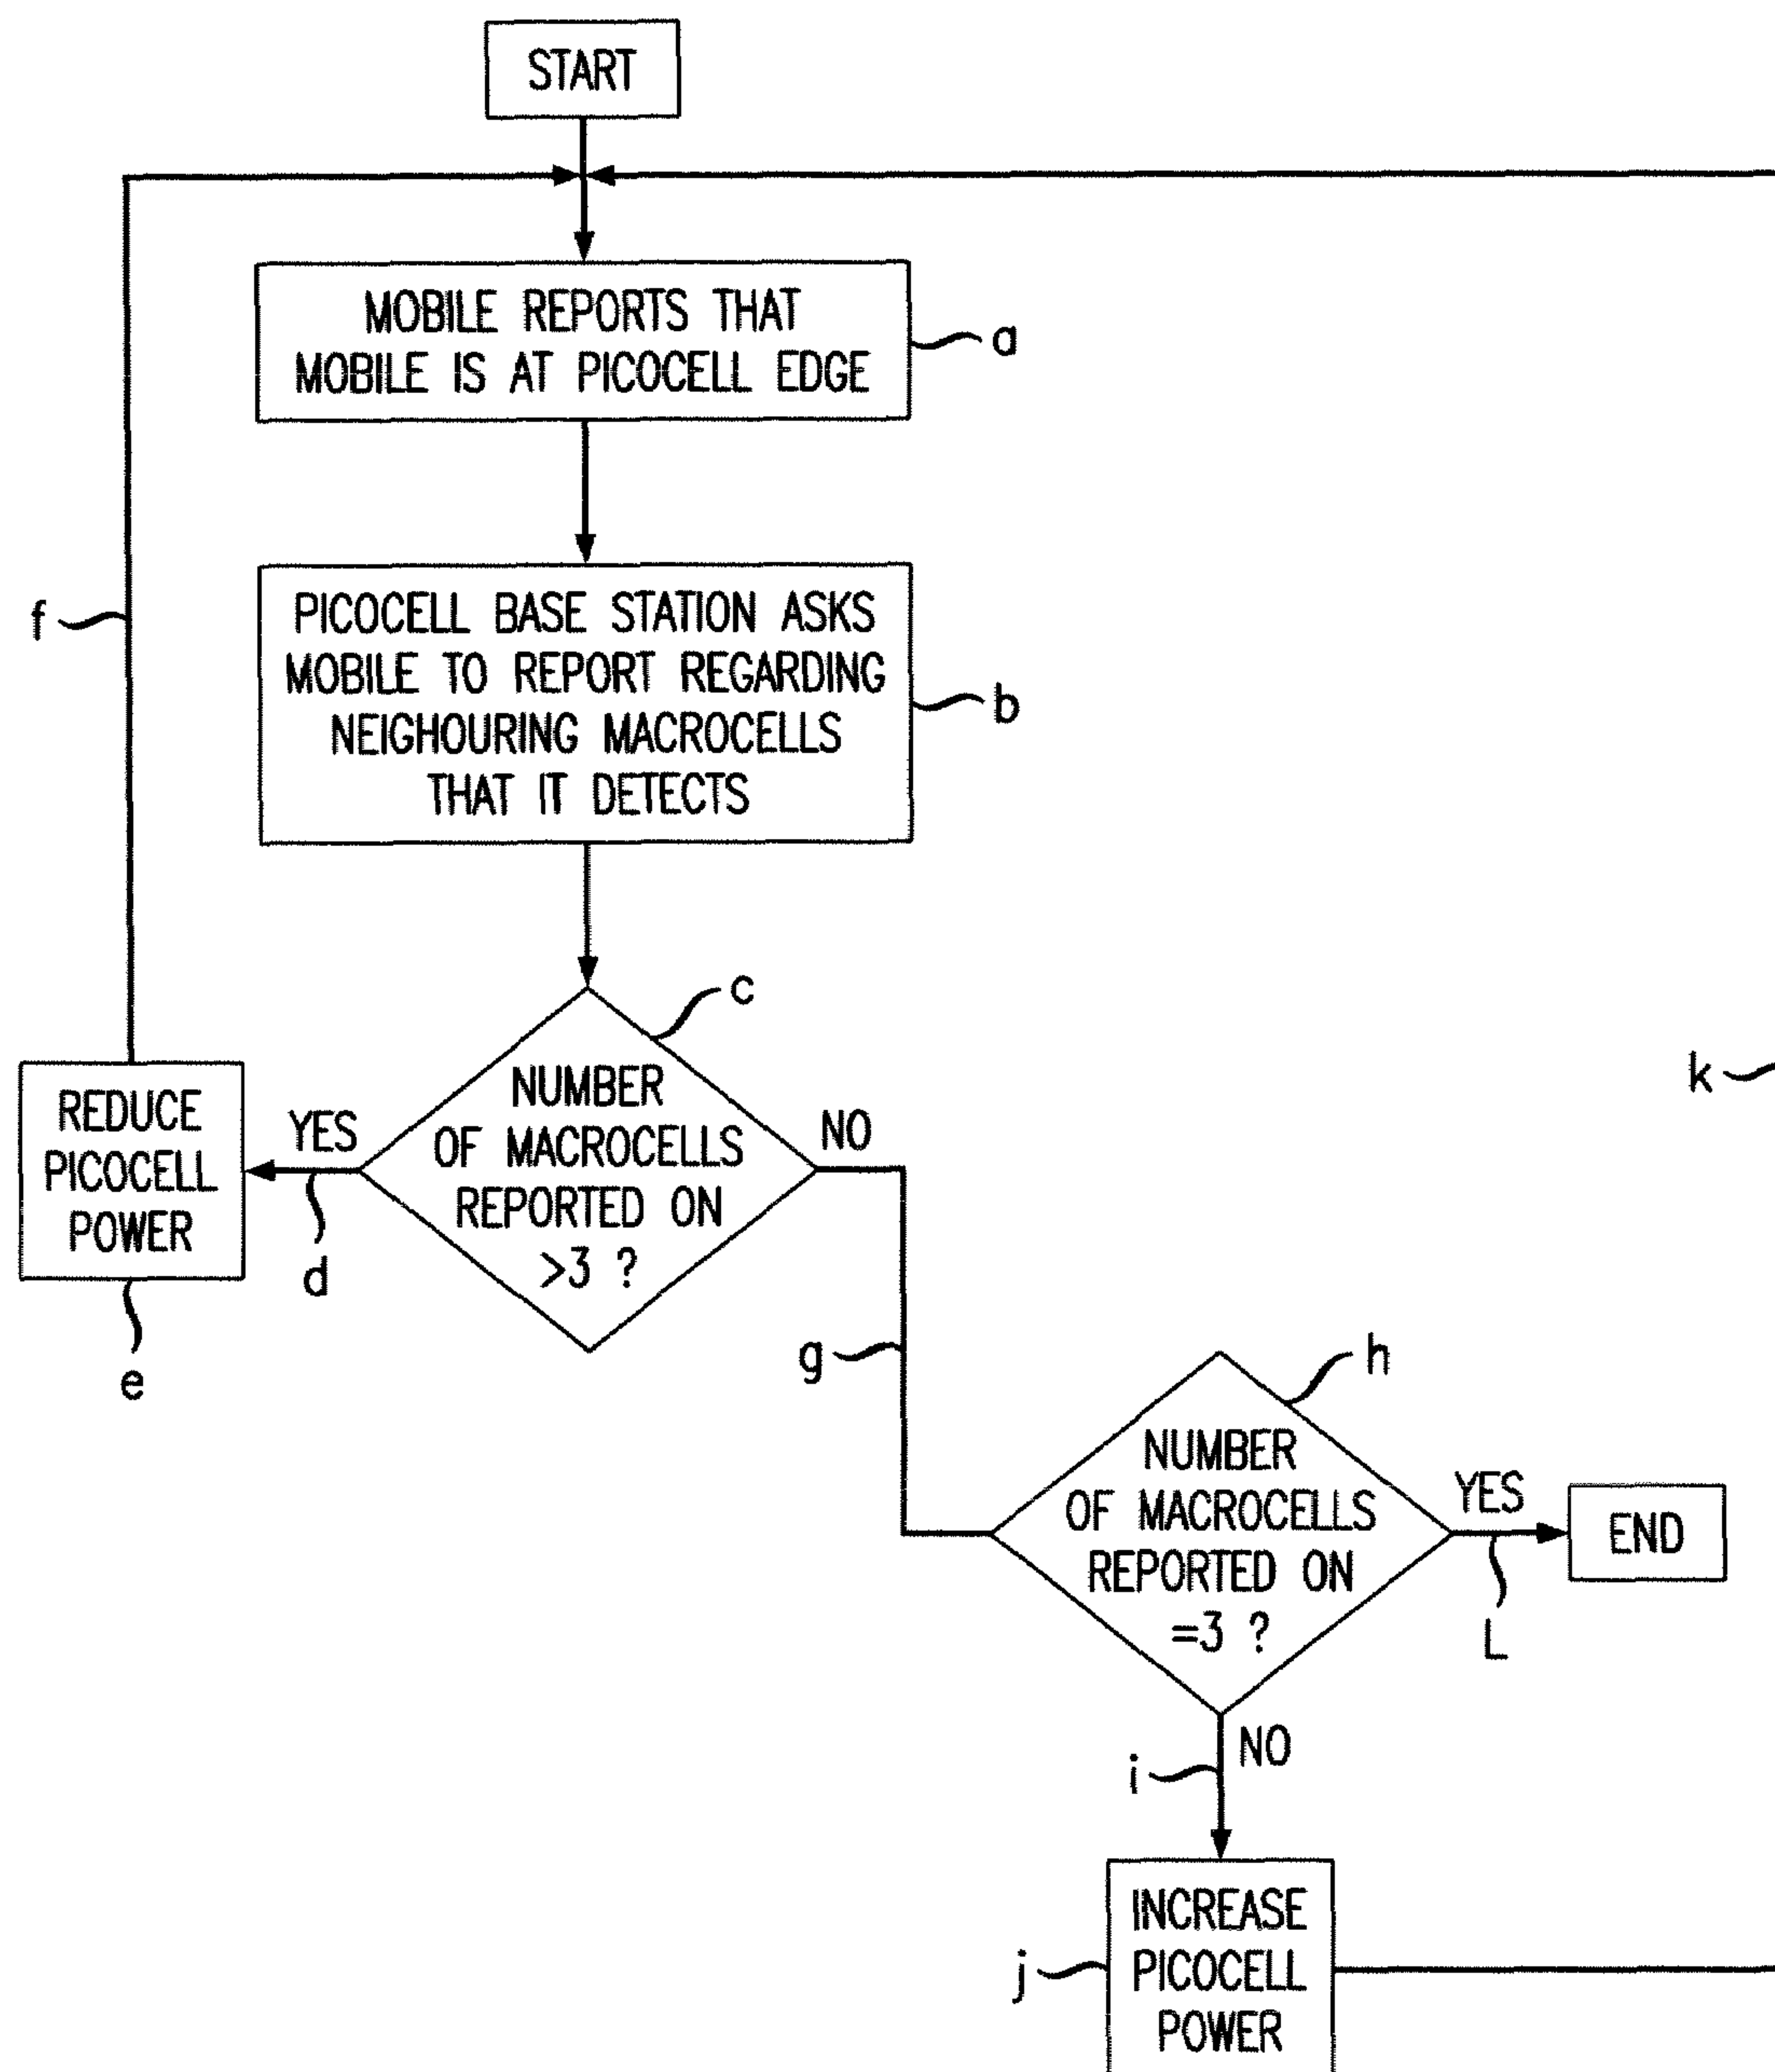 START
MOBILE REPORTS THAT
MOBILE IS AT PICOCELL EDGE
a
PICOCELL BASE STATION ASKS
MOBILE TO REPORT REGARDING
NEIGHOURING MACROCELLS
THAT IT DETECTS
b
f
c
NUMBER
OF MACROCELLS
REPORTED ON
>3 ?
YES
d
REDUCE
PICOCELL
POWER
e
NO
g
k
h
NUMBER
OF MACROCELLS
REPORTED ON
=3 ?
YES
L
END
NO
i
INCREASE
PICOCELL
POWER
j